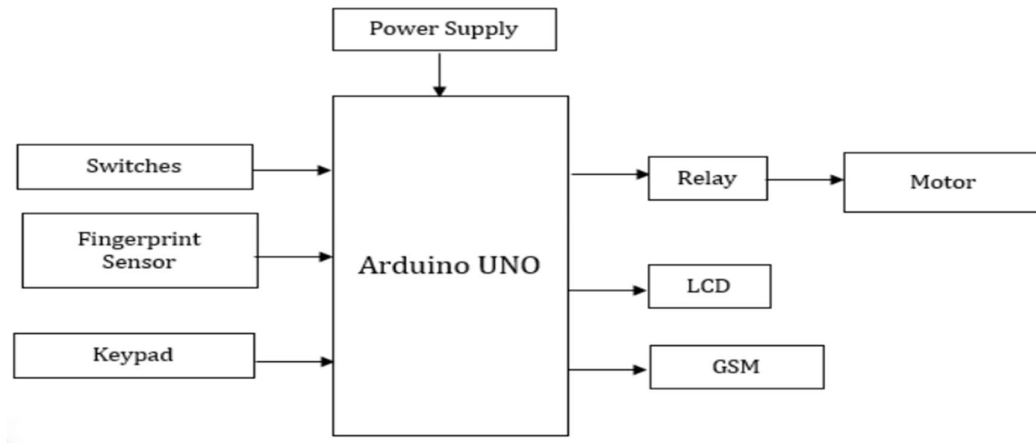 Power Supply
Switches
Fingerprint
Sensor
Keypad
Arduino UNO
Relay
Motor
LCD
GSM